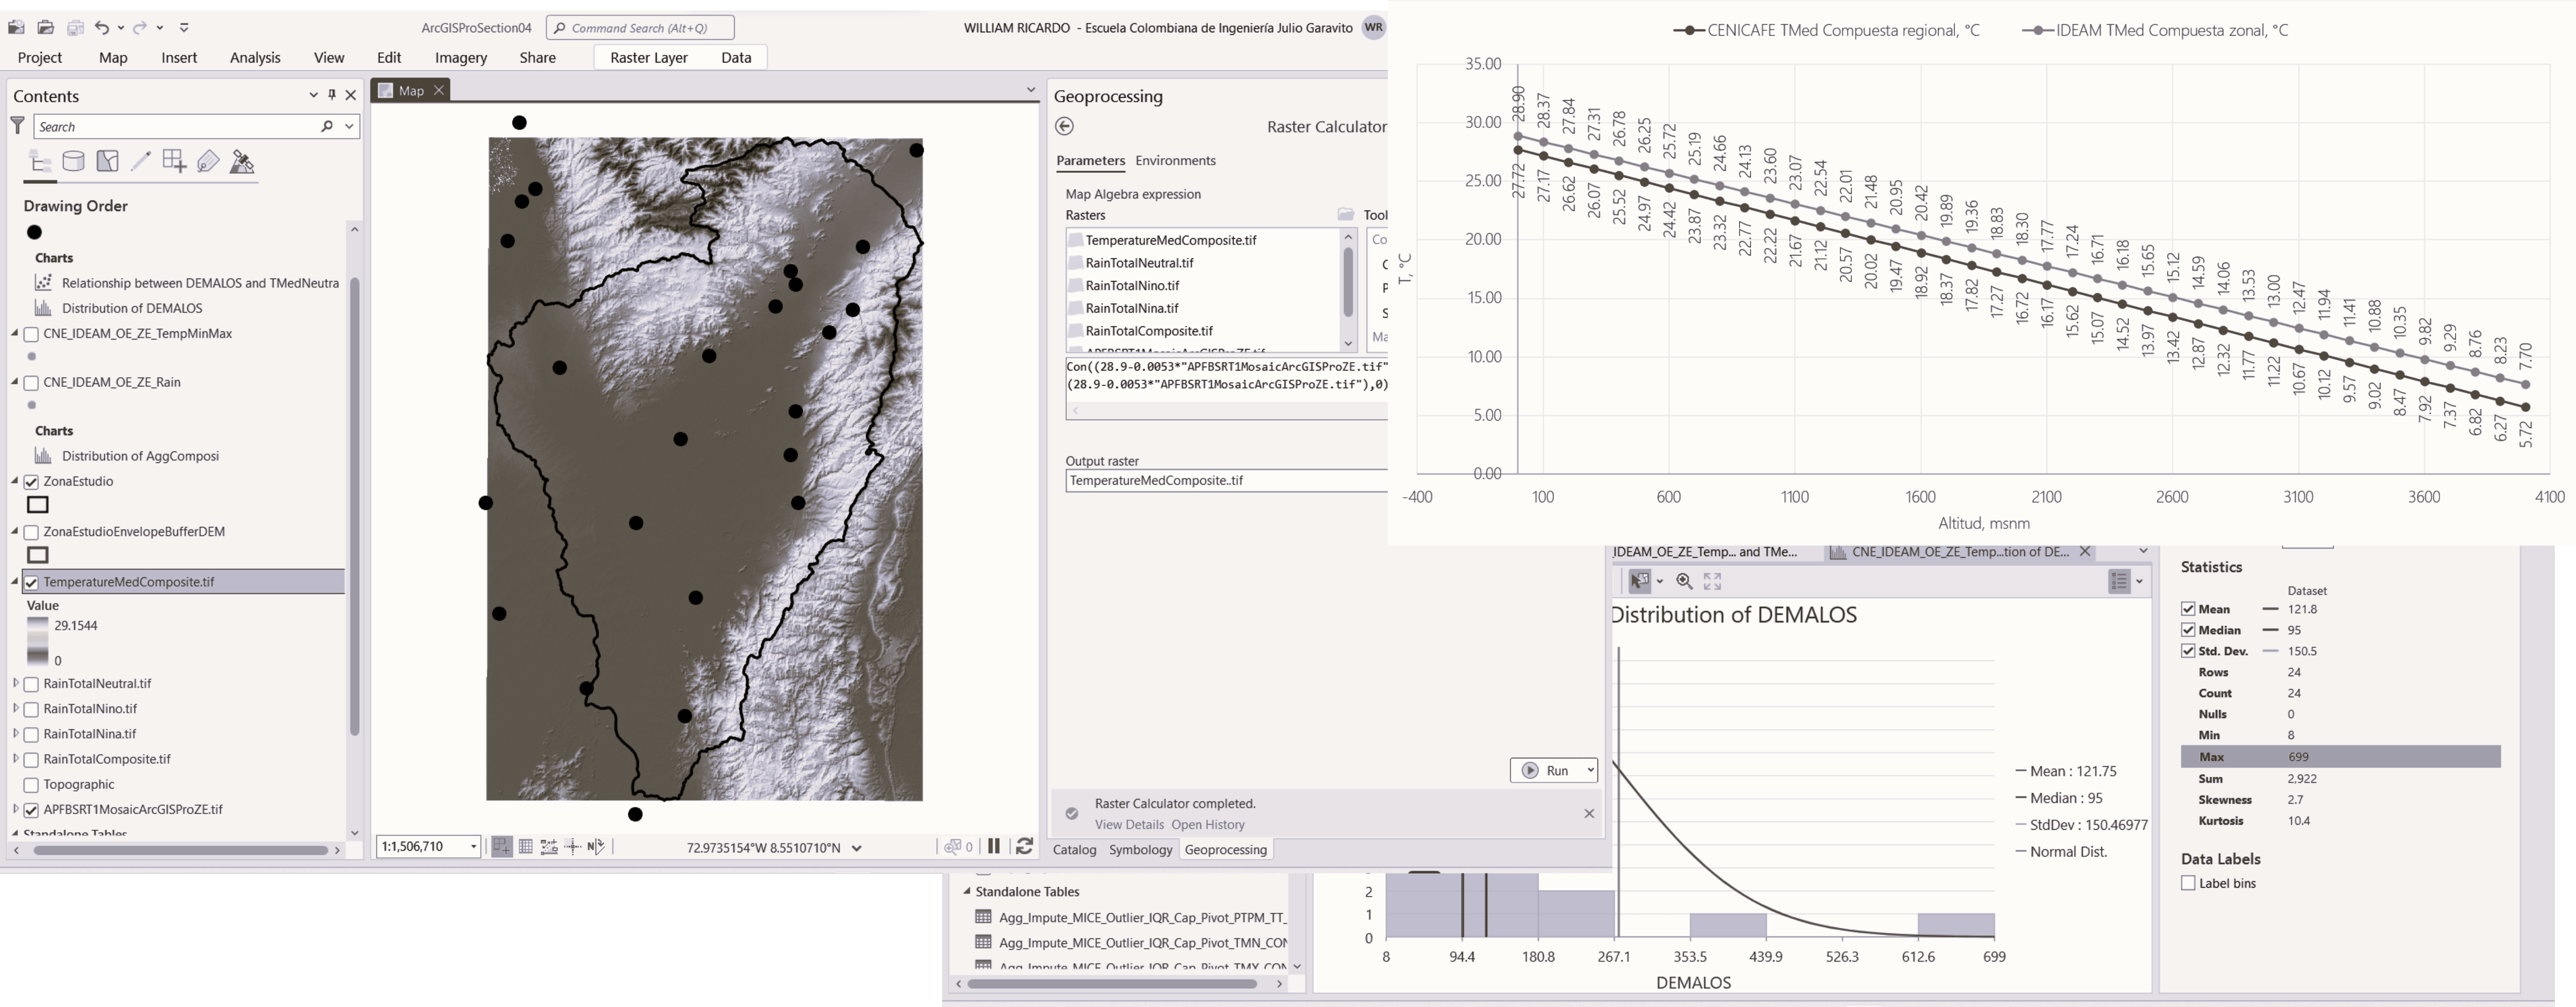 ArcGISProSection04
Command Search (Alt+Q)
WILLIAM RICARDO - Escuela Colombiana de Ingeniería Julio Garavito
WR
Project Map Insert Analysis View Edit Imagery Share Raster Layer Data
Contents
Search
Drawing Order
Charts
Relationship between DEMALOS and TMedNeutra
Distribution of DEMALOS
CNE_IDEAM_OE_ZE_TempMinMax
CNE_IDEAM_OE_ZE_Rain
Charts
Distribution of AggComposi
ZonaEstudio
ZonaEstudioEnvelopeBufferDEM
TemperatureMedComposite.tif
Value
29.1544
0
RainTotalNeutral.tif
RainTotalNino.tif
RainTotalNina.tif
RainTotalComposite.tif
Topographic
APFBSRT1MosaicArcGISProZE.tif
Standalone Tables
Map
1:1,506,710
72.9735154°W 8.5510710°N
0
Geoprocessing
Raster Calculator
Parameters Environments
Map Algebra expression
Rasters
Tool
TemperatureMedComposite.tif
RainTotalNeutral.tif
RainTotalNino.tif
RainTotalNina.tif
RainTotalComposite.tif
APFBSRT1MosaicArcGISProZE.tif
Co
C
P
S
Ma
Con((28.9-0.0053*"APFBSRT1MosaicArcGISProZE.tif"
(28.9-0.0053*"APFBSRT1MosaicArcGISProZE.tif"),0)
Output raster
TemperatureMedComposite..tif
Run
Raster Calculator completed.
View Details Open History
Catalog Symbology Geoprocessing
CENICAFE TMed Compuesta regional, °C
IDEAM TMed Compuesta zonal, °C
T, °C
35.00
30.00
25.00
20.00
15.00
10.00
5.00
0.00
28.90 28.37 27.84 27.31 26.78 26.25 25.72 25.19 24.66 24.13 23.60 23.07 22.54 22.01 21.48 20.95 20.42 19.89 19.36 18.83 18.30 17.77 17.24 16.71 16.18 15.65 15.12 14.59 14.06 13.53 13.00 12.47 11.94 11.41 10.88 10.35 9.82 9.29 8.76 8.23 7.70
27.72 27.17 26.62 26.07 25.52 24.97 24.42 23.87 23.32 22.77 22.22 21.67 21.12 20.57 20.02 19.47 18.92 18.37 17.82 17.27 16.72 16.17 15.62 15.07 14.52 13.97 13.42 12.87 12.32 11.77 11.22 10.67 10.12 9.57 9.02 8.47 7.92 7.37 6.82 6.27 5.72
-400 100 600 1100 1600 2100 2600 3100 3600 4100
Altitud, msnm
IDEAM_OE_ZE_Temp... and TMe...
CNE_IDEAM_OE_ZE_Temp...tion of DE...
Distribution of DEMALOS
Mean : 121.75
Median : 95
StdDev : 150.46977
Normal Dist.
2
1
0
8 94.4 180.8 267.1 353.5 439.9 526.3 612.6 699
DEMALOS
Standalone Tables
Agg_Impute_MICE_Outlier_IQR_Cap_Pivot_PTPM_TT_
Agg_Impute_MICE_Outlier_IQR_Cap_Pivot_TMN_CON
Agg_Impute_MICE_Outlier_IQR_Cap_Pivot_TMX_CON
Statistics
Dataset
Mean 121.8
Median 95
Std. Dev. 150.5
Rows 24
Count 24
Nulls 0
Min 8
Max 699
Sum 2,922
Skewness 2.7
Kurtosis 10.4
Data Labels
Label bins